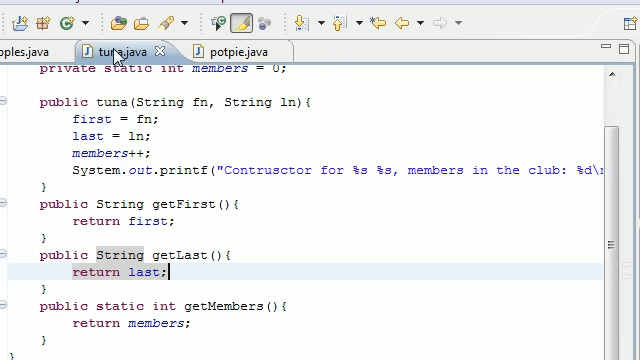 pples.java
tuna.java
potpie.java
private static int members = 0;
public tuna(String fn, String ln){
first = fn;
last = ln;
members++;
System.out.printf("Contrusctor for %s %s, members in the club: %d\n
}
public String getFirst(){
return first;
}
public String getLast(){
return last;
}
public static int getMembers(){
return members;
}
}